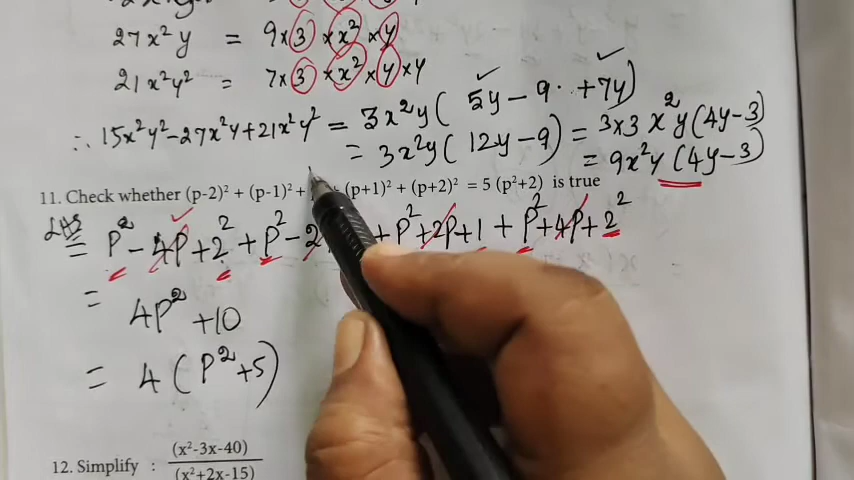 27x²y = 9×3×x²×y
21x²y² = 7×3×x²×y×y
∴ 15x²y²-27x²y+21x²y² = 3x²y( 5y-9 +7y)
= 3x²y( 12y-9) = 3×3 x²y(4y-3)
= 9x²y (4y-3)
11. Check whether (p-2)² + (p-1)² + + (p+1)² + (p+2)² = 5 (p²+2) is true
LHS = p² - 4p + 2² + p² - 2 + p² + 2p + 1 + p² + 4p + 2²
= 4p² + 10
= 4 (p² + 5)
12. Simplify : (x²-3x-40)
(x²+2x-15)